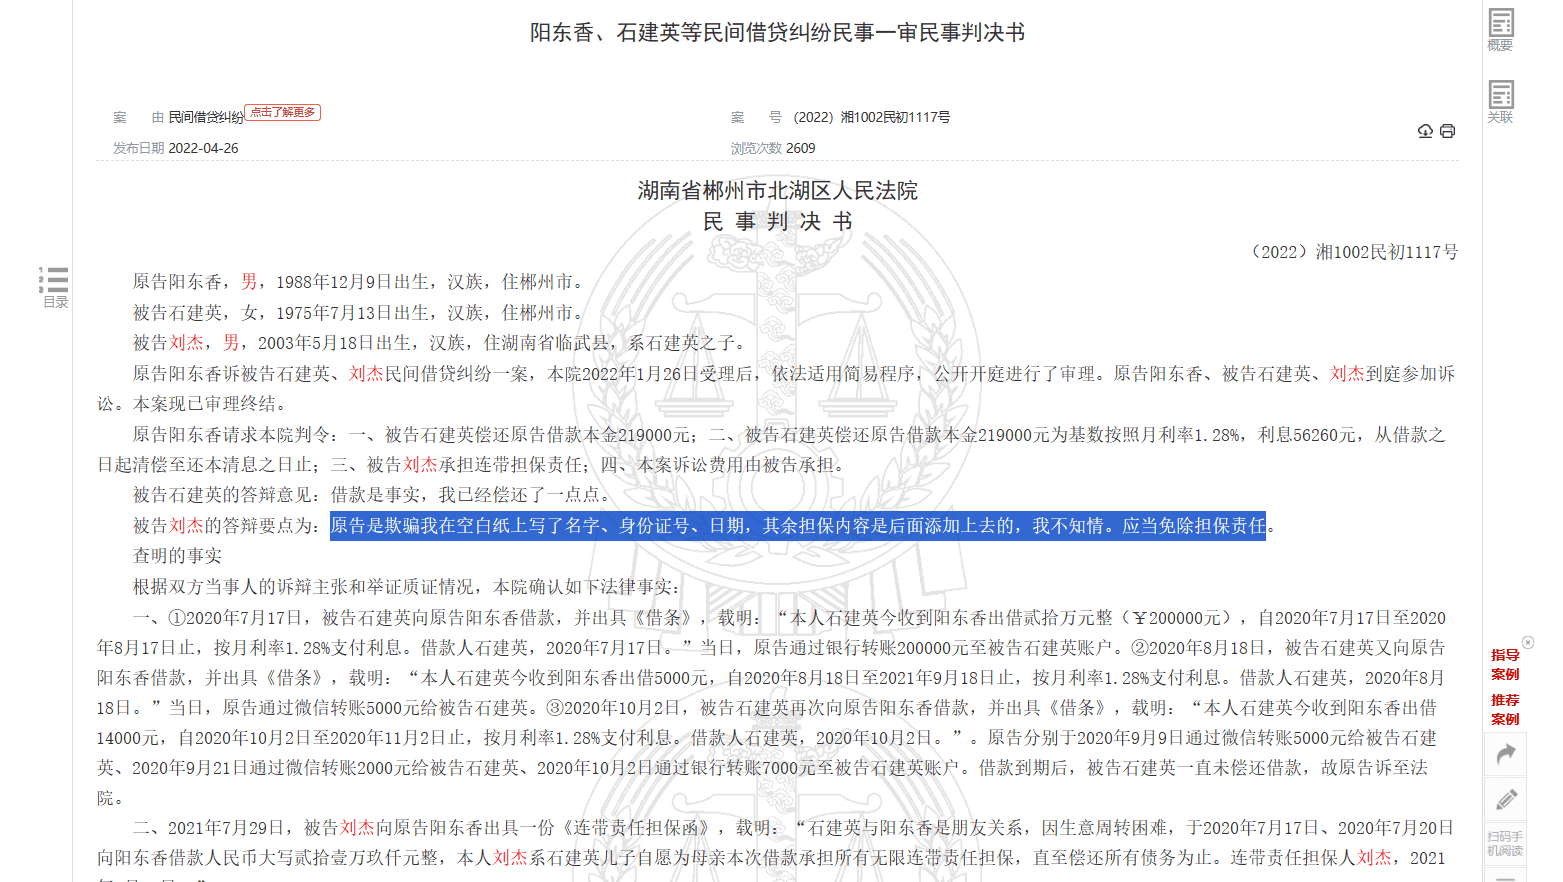 阳东香、石建英等民间借贷纠纷民事一审民事判决书
概要
案 由 民间借贷纠纷 点击了解更多
案 号 （2022）湘1002民初1117号
关联
发布日期 2022-04-26
浏览次数 2609
湖南省郴州市北湖区人民法院
民 事 判 决 书
（2022）湘1002民初1117号
目录
原告阳东香，男，1988年12月9日出生，汉族，住郴州市。
被告石建英，女，1975年7月13日出生，汉族，住郴州市。
被告刘杰，男，2003年5月18日出生，汉族，住湖南省临武县，系石建英之子。
原告阳东香诉被告石建英、刘杰民间借贷纠纷一案，本院2022年1月26日受理后，依法适用简易程序，公开开庭进行了审理。原告阳东香、被告石建英、刘杰到庭参加诉
讼。本案现已审理终结。
原告阳东香请求本院判令：一、被告石建英偿还原告借款本金219000元；二、被告石建英偿还原告借款本金219000元为基数按照月利率1.28%，利息56260元，从借款之
日起清偿至还本清息之日止；三、被告刘杰承担连带担保责任；四、本案诉讼费用由被告承担。
被告石建英的答辩意见：借款是事实，我已经偿还了一点点。
被告刘杰的答辩要点为：原告是欺骗我在空白纸上写了名字、身份证号、日期，其余担保内容是后面添加上去的，我不知情。应当免除担保责任。
查明的事实
根据双方当事人的诉辩主张和举证质证情况，本院确认如下法律事实：
一、①2020年7月17日，被告石建英向原告阳东香借款，并出具《借条》，载明：“本人石建英今收到阳东香出借贰拾万元整（￥200000元），自2020年7月17日至2020
年8月17日止，按月利率1.28%支付利息。借款人石建英，2020年7月17日。”当日，原告通过银行转账200000元至被告石建英账户。②2020年8月18日，被告石建英又向原告
阳东香借款，并出具《借条》，载明：“本人石建英今收到阳东香出借5000元，自2020年8月18日至2021年9月18日止，按月利率1.28%支付利息。借款人石建英，2020年8月
18日。”当日，原告通过微信转账5000元给被告石建英。③2020年10月2日，被告石建英再次向原告阳东香借款，并出具《借条》，载明：“本人石建英今收到阳东香出借
14000元，自2020年10月2日至2020年11月2日止，按月利率1.28%支付利息。借款人石建英，2020年10月2日。”。原告分别于2020年9月9日通过微信转账5000元给被告石建
英、2020年9月21日通过微信转账2000元给被告石建英、2020年10月2日通过银行转账7000元至被告石建英账户。借款到期后，被告石建英一直未偿还借款，故原告诉至法
院。
二、2021年7月29日，被告刘杰向原告阳东香出具一份《连带责任担保函》，载明：“石建英与阳东香是朋友关系，因生意周转困难，于2020年7月17日、2020年7月20日
向阳东香借款人民币大写贰拾壹万玖仟元整，本人刘杰系石建英儿子自愿为母亲本次借款承担所有无限连带责任担保，直至偿还所有债务为止。连带责任担保人刘杰，2021
指导
案例
推荐
案例
扫码手
机阅读